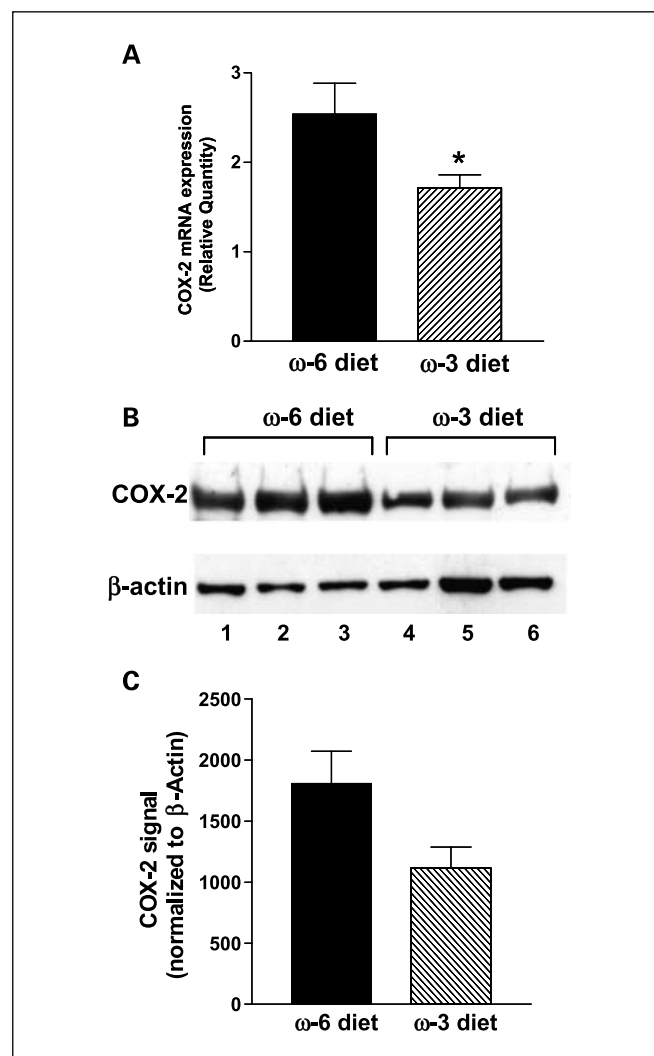 A
COX-2 mRNA expression
(Relative Quantity)
3
2
1
0
*
ω-6 diet
ω-3 diet
B
ω-6 diet
ω-3 diet
COX-2
β-actin
1 2 3 4 5 6
C
COX-2 signal
(normalized to β-Actin)
2500
2000
1500
1000
500
0
ω-6 diet
ω-3 diet